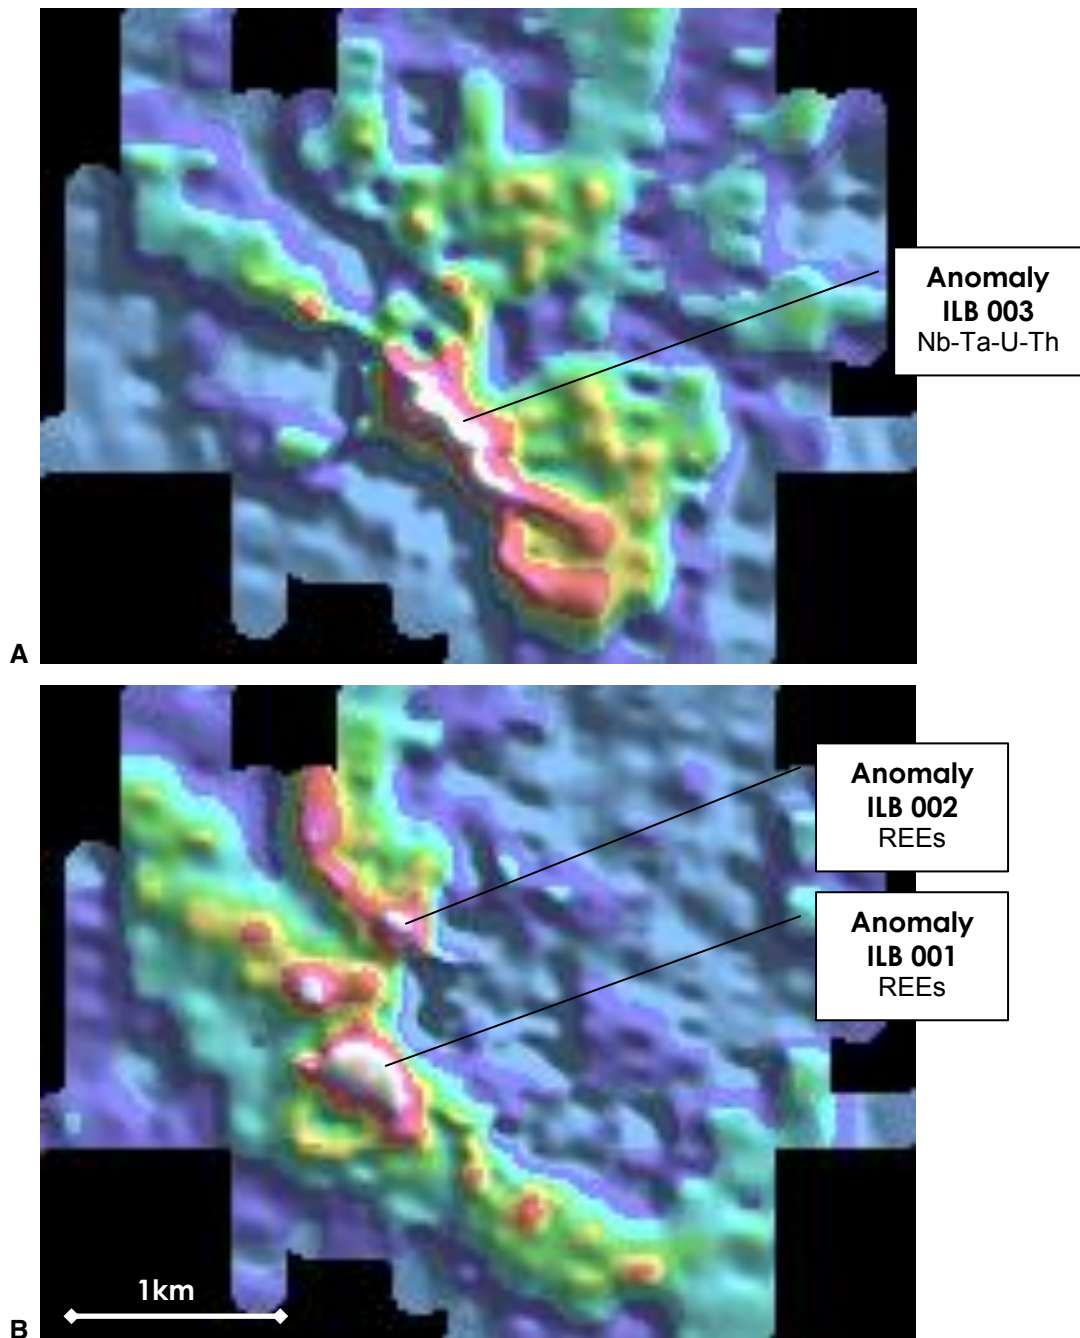 Anomaly
ILB 003
Nb-Ta-U-Th
A
Anomaly
ILB 002
REEs
Anomaly
ILB 001
REEs
1km
B